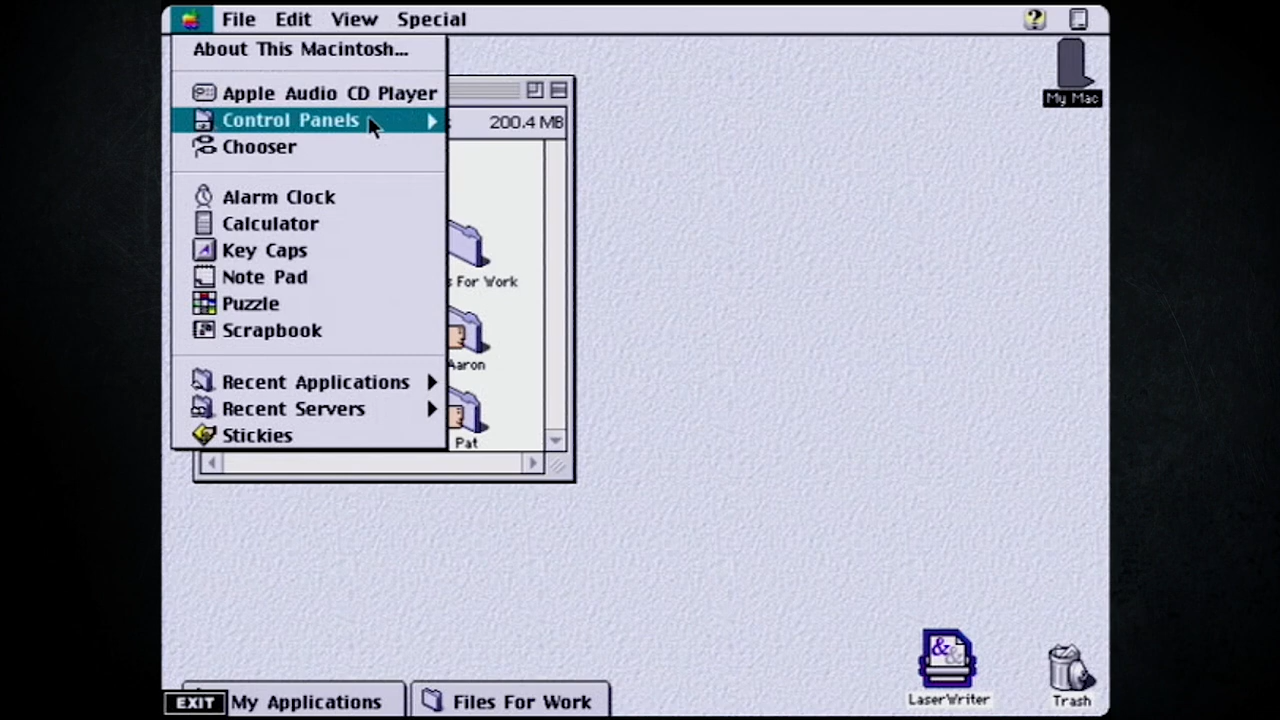 File Edit View Special
About This Macintosh...
Apple Audio CD Player
Control Panels
Chooser
Alarm Clock
Calculator
Key Caps
Note Pad
Puzzle
Scrapbook
Recent Applications
Recent Servers
Stickies
200.4 MB
For Work
Aaron
Pat
My Mac
LaserWriter
Trash
EXIT
My Applications
Files For Work